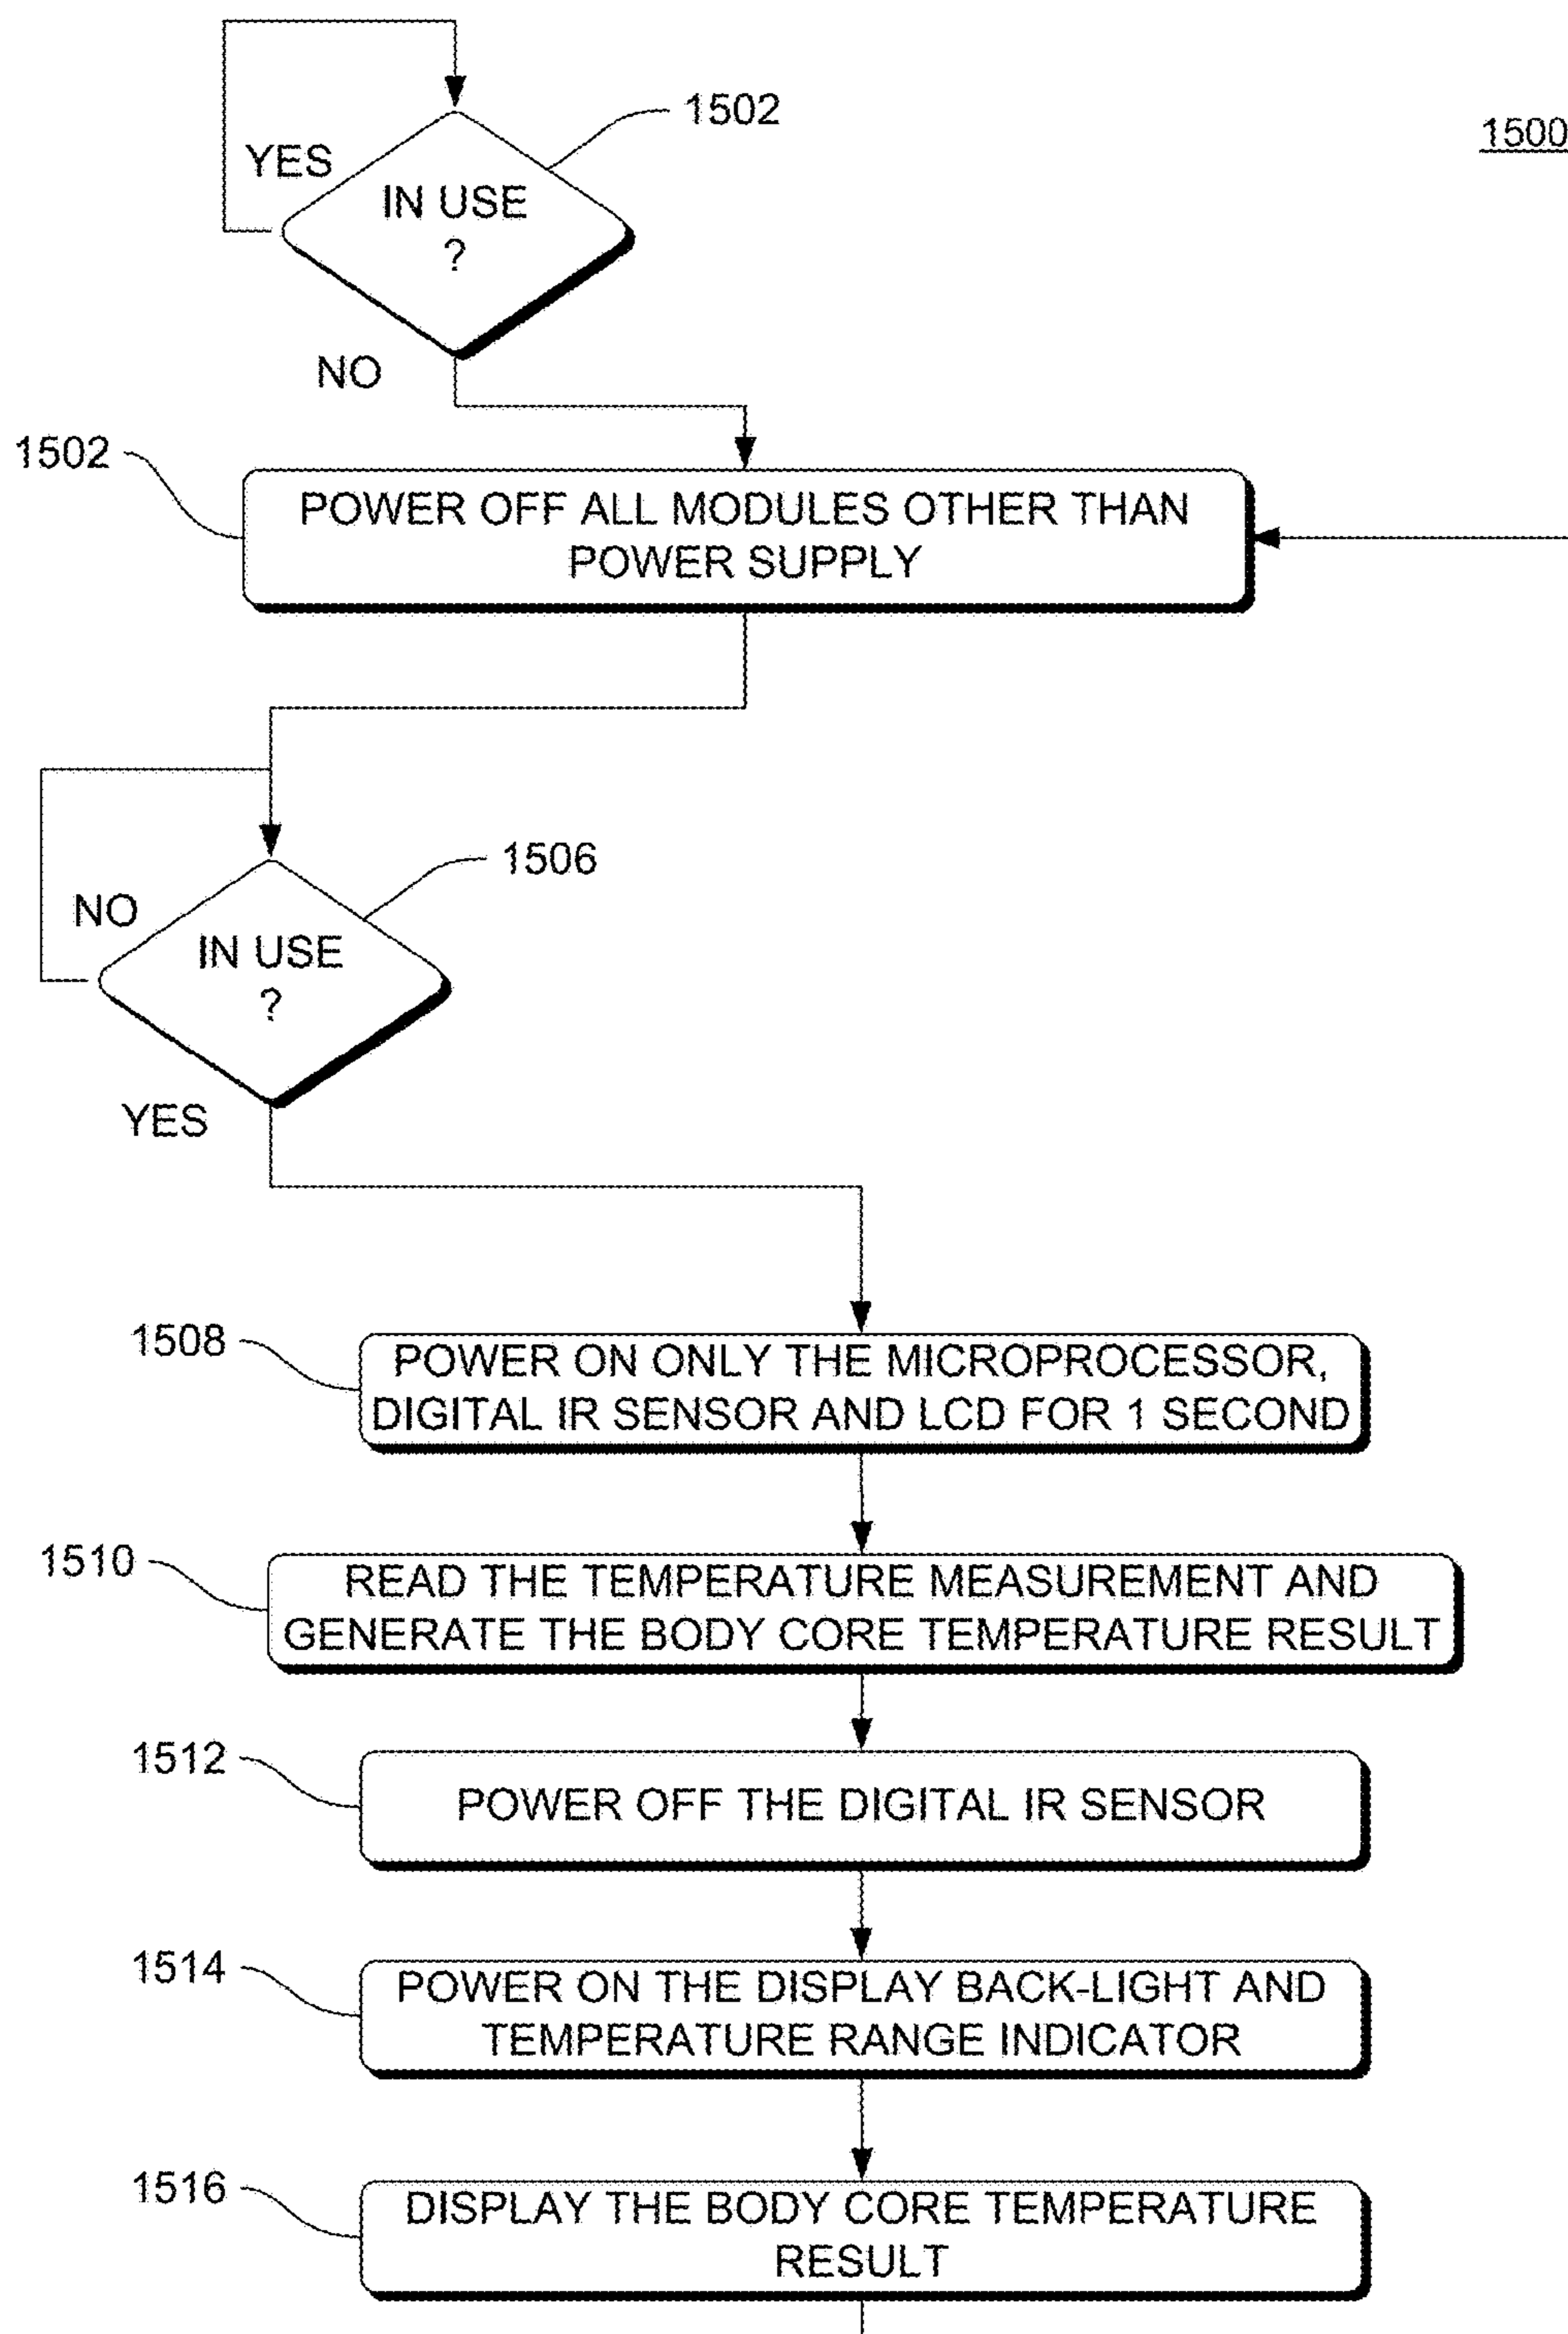 1502
1500
YES
IN USE
?
NO
1502
POWER OFF ALL MODULES OTHER THAN
POWER SUPPLY
1506
NO
IN USE
?
YES
1508
POWER ON ONLY THE MICROPROCESSOR,
DIGITAL IR SENSOR AND LCD FOR 1 SECOND
1510
READ THE TEMPERATURE MEASUREMENT AND
GENERATE THE BODY CORE TEMPERATURE RESULT
1512
POWER OFF THE DIGITAL IR SENSOR
1514
POWER ON THE DISPLAY BACK-LIGHT AND
TEMPERATURE RANGE INDICATOR
1516
DISPLAY THE BODY CORE TEMPERATURE
RESULT